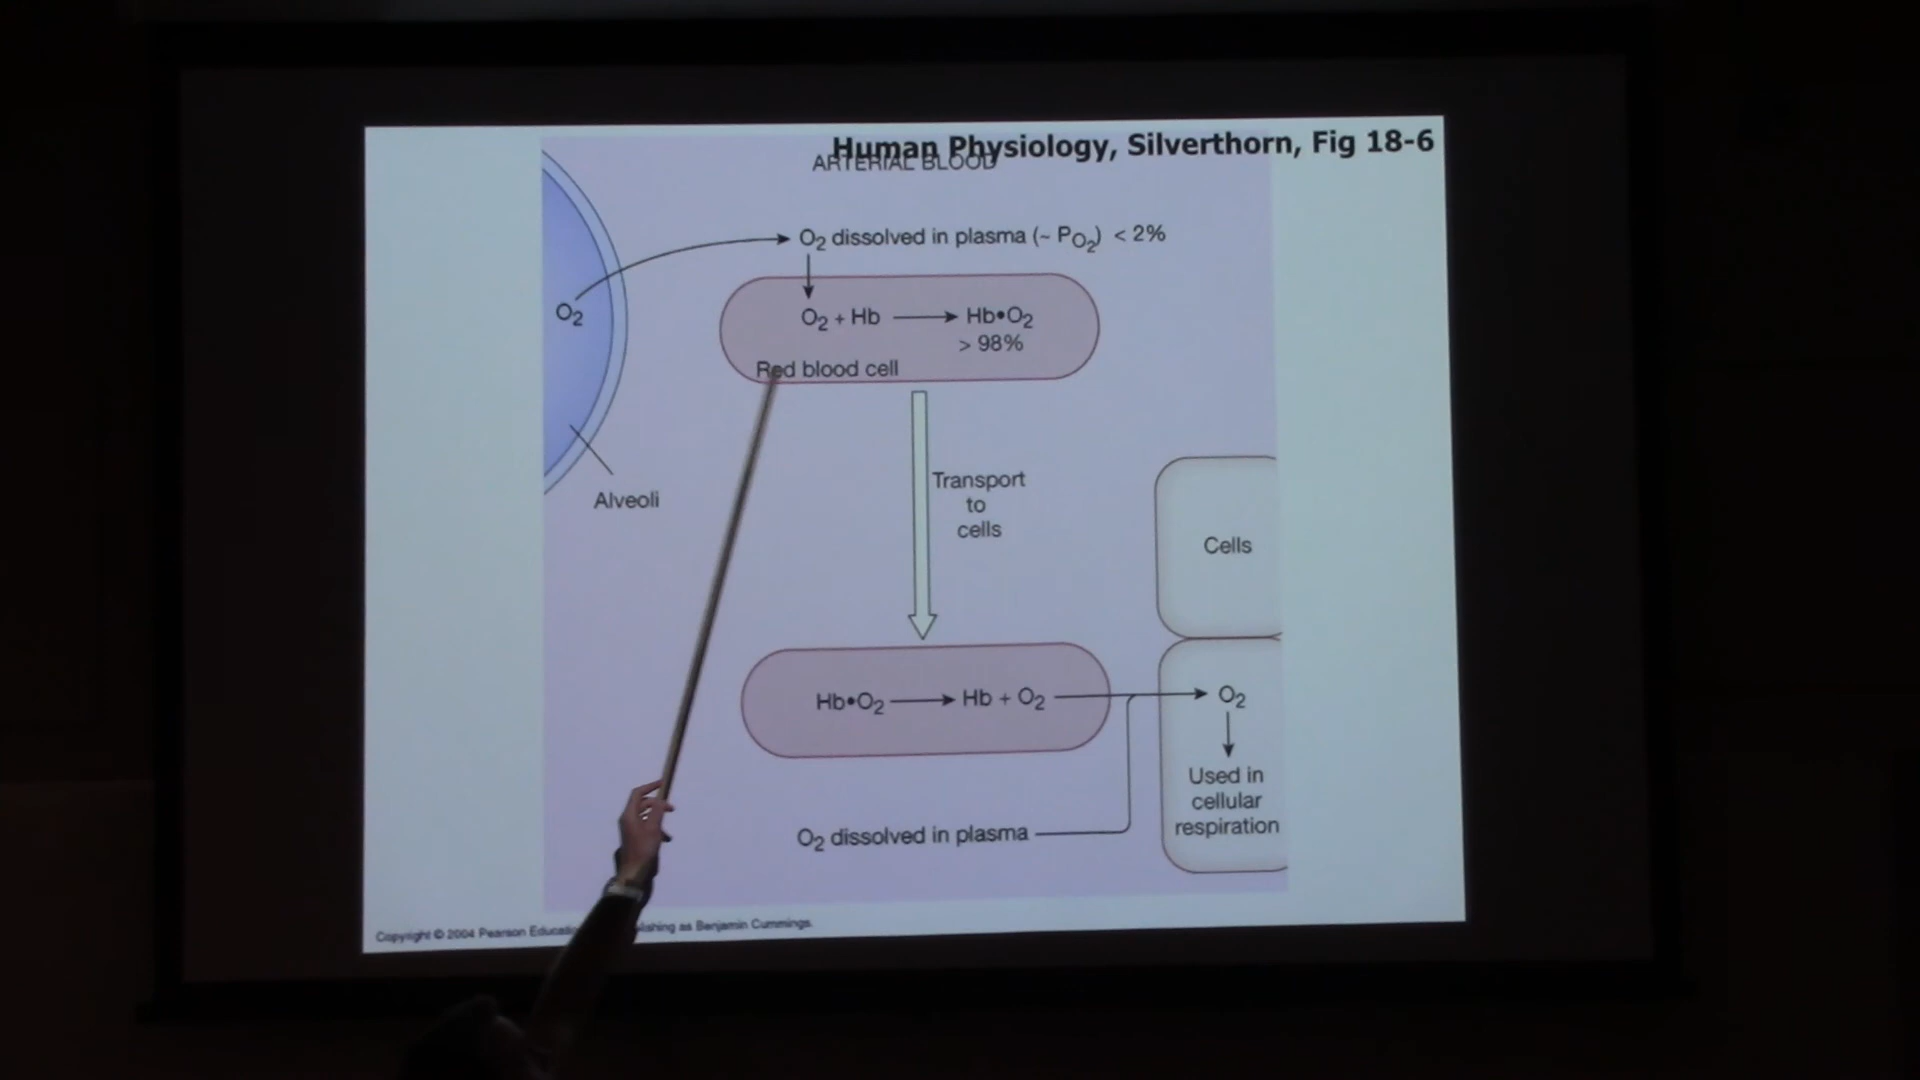 Human Physiology, Silverthorn, Fig 18-6
ARTERIAL BLOOD
O₂ dissolved in plasma (~ PO₂) < 2%
O₂
O₂ + Hb → Hb•O₂
> 98%
Red blood cell
Alveoli
Transport
to
cells
Cells
Hb•O₂ → Hb + O₂
O₂
Used in
cellular
respiration
O₂ dissolved in plasma
Copyright © 2004 Pearson as Benjamin Cummings.